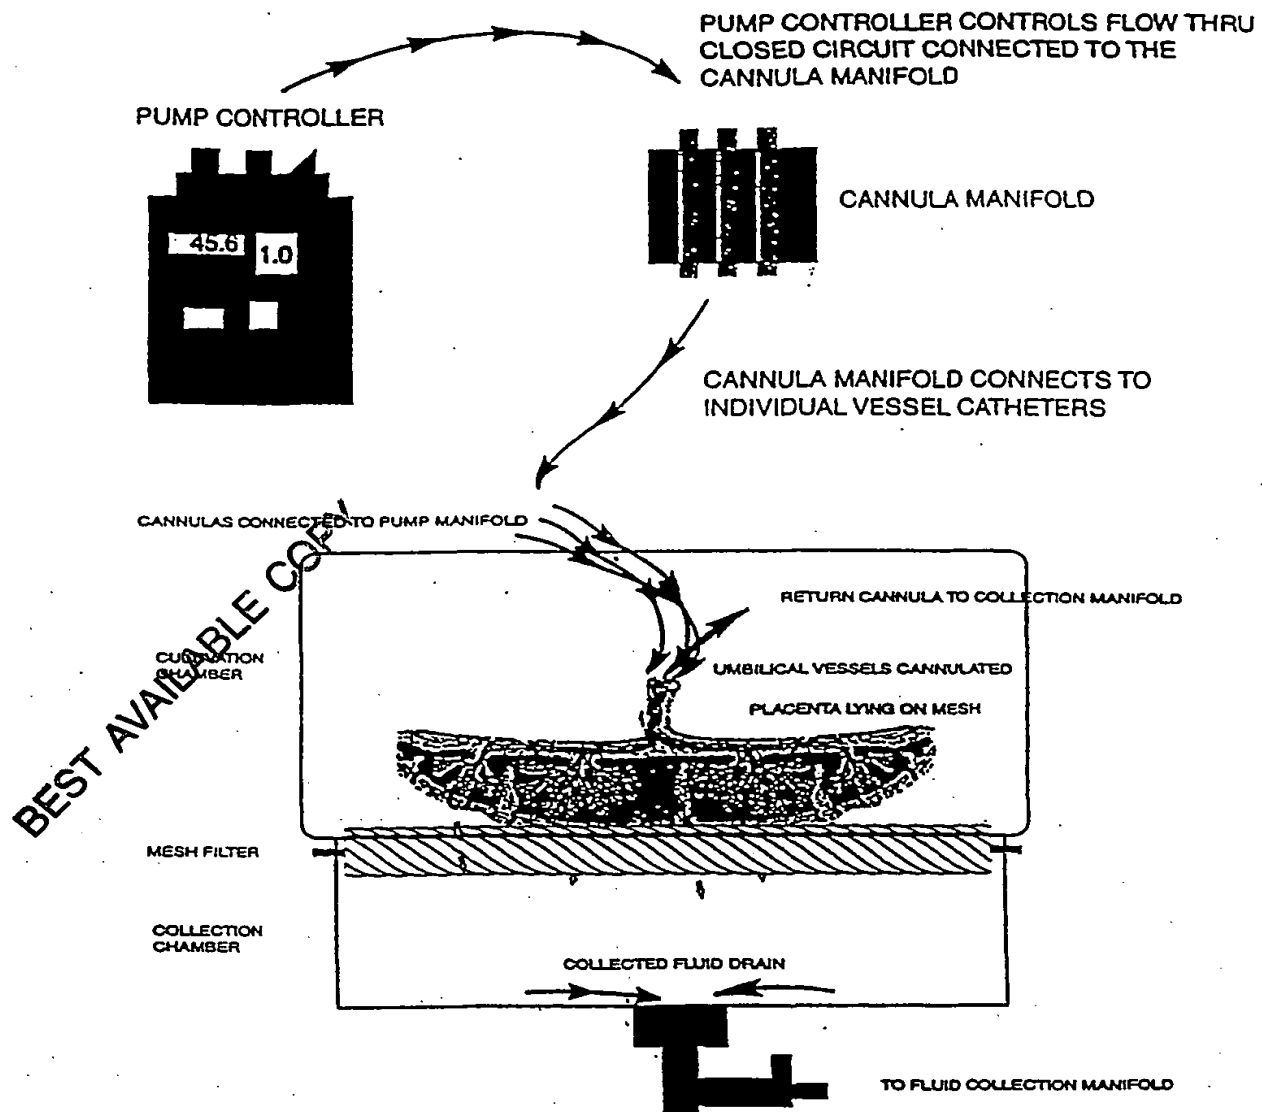 PUMP CONTROLLER CONTROLS FLOW THRU
CLOSED CIRCUIT CONNECTED TO THE
CANNULA MANIFOLD
PUMP CONTROLLER
45.6
1.0
CANNULA MANIFOLD
CANNULA MANIFOLD CONNECTS TO
INDIVIDUAL VESSEL CATHETERS
CANNULAS CONNECTED TO PUMP MANIFOLD
BEST AVAILABLE COPY
RETURN CANNULA TO COLLECTION MANIFOLD
CULTIVATION
CHAMBER
UMBILICAL VESSELS CANNULATED
PLACENTA LYING ON MESH
MESH FILTER
COLLECTION
CHAMBER
COLLECTED FLUID DRAIN
TO FLUID COLLECTION MANIFOLD